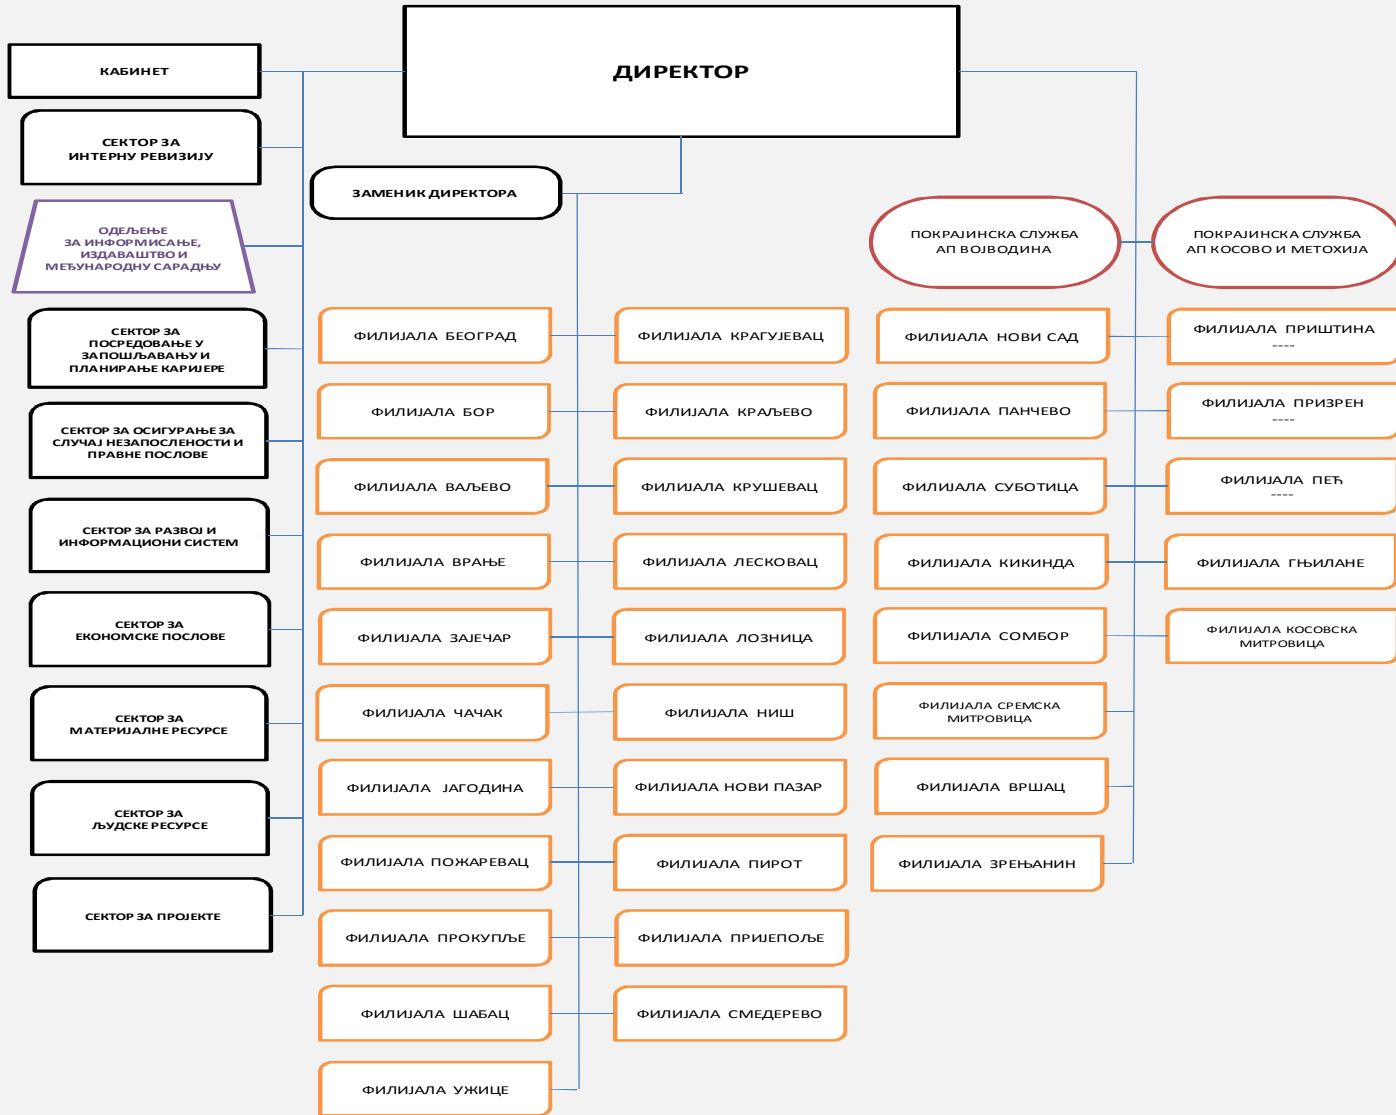 ДИРЕКТОР
КАБИНЕТ
СЕКТОР ЗА
ИНТЕРНУ РЕВИЗИЈУ
ЗАМЕНИК ДИРЕКТОРА
ОДЕЉЕЊЕ
ЗА ИНФОРМИСАЊЕ,
ИЗДАВАШТВО И
МЕЂУНАРОДНУ САРАДЊУ
СЕКТОР ЗА
ПОСРЕДОВАЊЕ У
ЗАПОШЉАВАЊУ И
ПЛАНИРАЊЕ КАРИЈЕРЕ
СЕКТОР ЗА ОСИГУРАЊЕ ЗА
СЛУЧАЈ НЕЗАПОСЛЕНОСТИ И
ПРАВНЕ ПОСЛОВЕ
СЕКТОР ЗА РАЗВОЈ И
ИНФОРМАЦИОНИ СИСТЕМ
СЕКТОР ЗА
ЕКОНОМСКЕ ПОСЛОВЕ
СЕКТОР ЗА
МАТЕРИЈАЛНЕ РЕСУРСЕ
СЕКТОР ЗА
ЉУДСКЕ РЕСУРСЕ
СЕКТОР ЗА ПРОЈЕКТЕ
ФИЛИЈАЛА БЕОГРАД
ФИЛИЈАЛА БОР
ФИЛИЈАЛА ВАЉЕВО
ФИЛИЈАЛА ВРАЊЕ
ФИЛИЈАЛА ЗАЈЕЧАР
ФИЛИЈАЛА ЧАЧАК
ФИЛИЈАЛА ЈАГОДИНА
ФИЛИЈАЛА ПОЖАРЕВАЦ
ФИЛИЈАЛА ПРОКУПЉЕ
ФИЛИЈАЛА ШАБАЦ
ФИЛИЈАЛА УЖИЦЕ
ФИЛИЈАЛА КРАГУЈЕВАЦ
ФИЛИЈАЛА КРАЉЕВО
ФИЛИЈАЛА КРУШЕВАЦ
ФИЛИЈАЛА ЛЕСКОВАЦ
ФИЛИЈАЛА ЛОЗНИЦА
ФИЛИЈАЛА НИШ
ФИЛИЈАЛА НОВИ ПАЗАР
ФИЛИЈАЛА ПИРОТ
ФИЛИЈАЛА ПРИЈЕПОЉЕ
ФИЛИЈАЛА СМЕДЕРЕВО
ПОКРАЈИНСКА СЛУЖБА
АП ВОЈВОДИНА
ФИЛИЈАЛА НОВИ САД
ФИЛИЈАЛА ПАНЧЕВО
ФИЛИЈАЛА СУБОТИЦА
ФИЛИЈАЛА КИКИНДА
ФИЛИЈАЛА СОМБОР
ФИЛИЈАЛА СРЕМСКА
МИТРОВИЦА
ФИЛИЈАЛА ВРШАЦ
ФИЛИЈАЛА ЗРЕЊАНИН
ПОКРАЈИНСКА СЛУЖБА
АП КОСОВО И МЕТОХИЈА
ФИЛИЈАЛА ПРИШТИНА
----
ФИЛИЈАЛА ПРИЗРЕН
----
ФИЛИЈАЛА ПЕЋ
----
ФИЛИЈАЛА ГЊИЛАНЕ
ФИЛИЈАЛА КОСОВСКА
МИТРОВИЦА